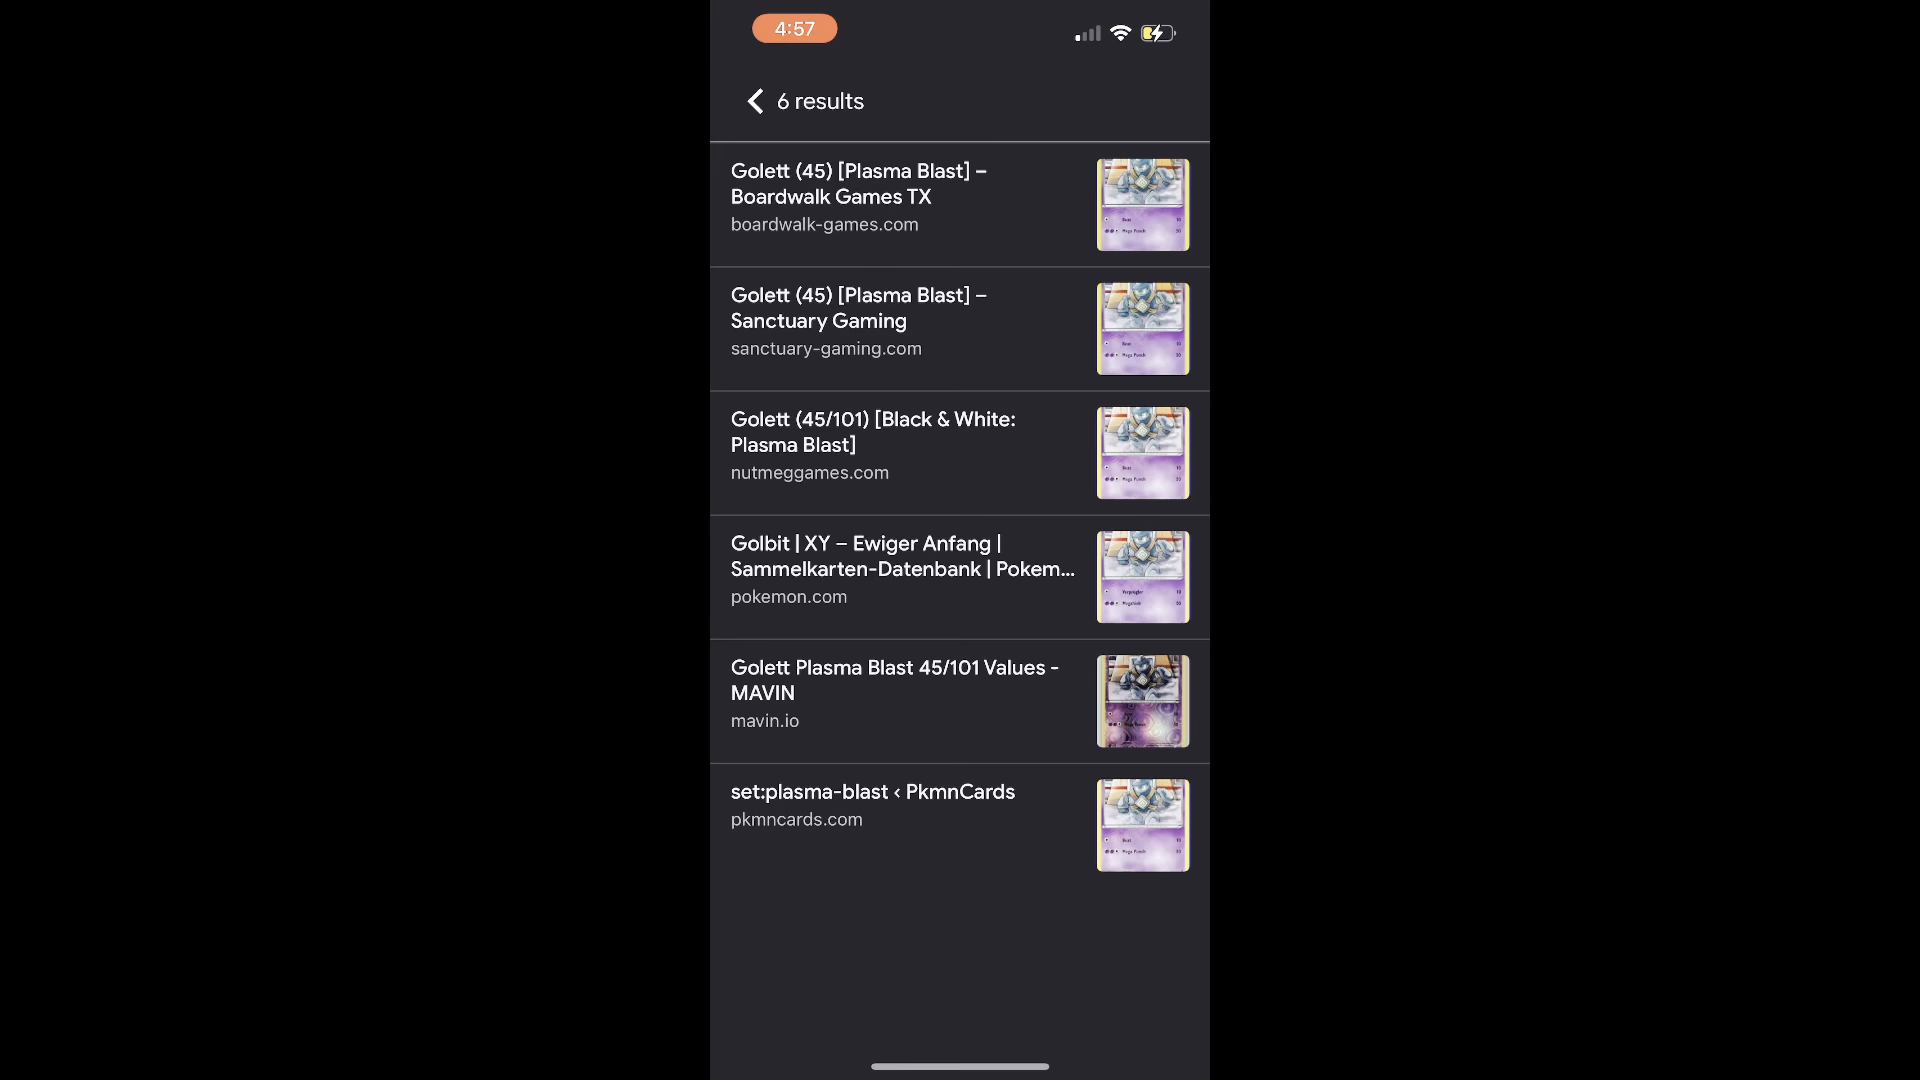 4:57
6 results
Golett (45) [Plasma Blast] –
Boardwalk Games TX
boardwalk-games.com
Golett (45) [Plasma Blast] –
Sanctuary Gaming
sanctuary-gaming.com
Golett (45/101) [Black & White:
Plasma Blast]
nutmeggames.com
Golbit | XY – Ewiger Anfang |
Sammelkarten-Datenbank | Pokem...
pokemon.com
Golett Plasma Blast 45/101 Values -
MAVIN
mavin.io
set:plasma-blast ‹ PkmnCards
pkmncards.com